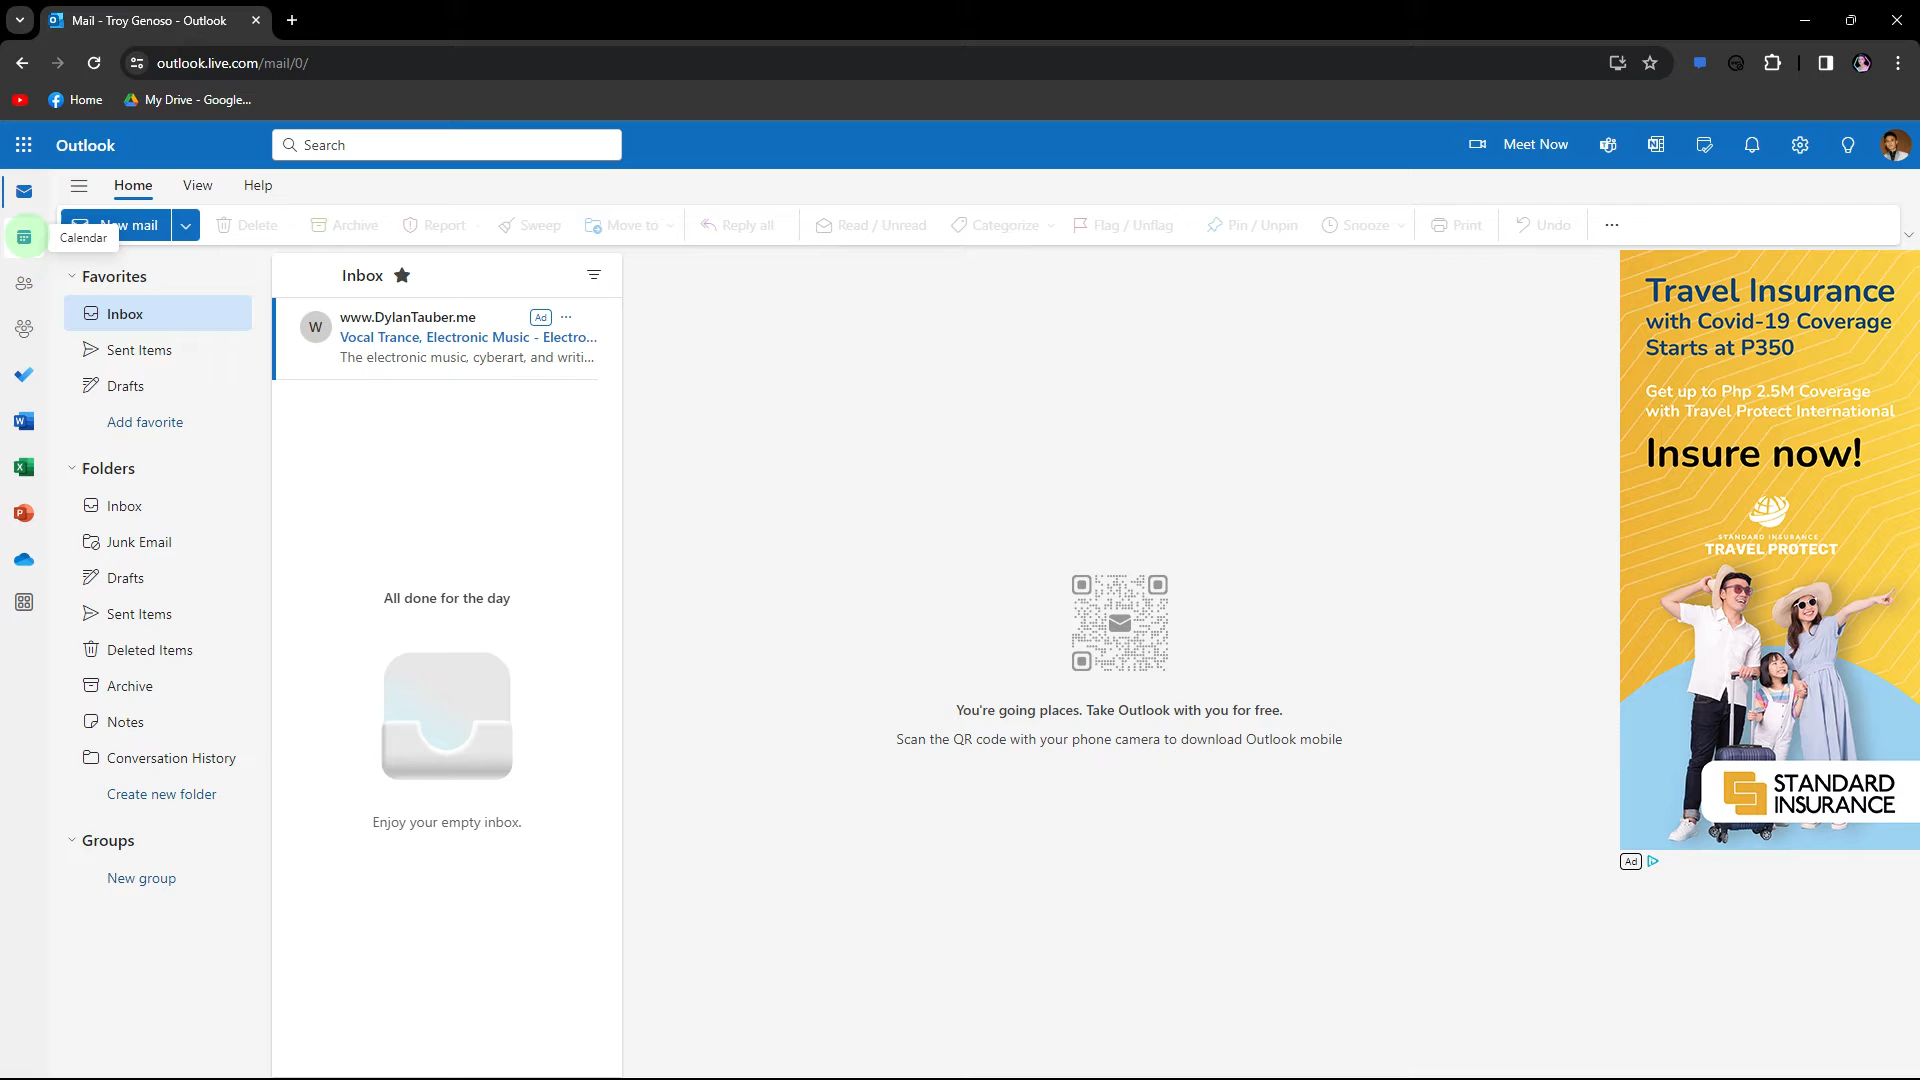 Mail - Troy Genoso - Outlook
outlook.live.com/mail/0/
Home
My Drive - Google...
Outlook
Search
Meet Now
Home
View
Help
New mail
Delete
Archive
Report
Sweep
Move to
Reply all
Read / Unread
Categorize
Flag / Unflag
Pin / Unpin
Snooze
Print
Undo
Calendar
Favorites
Inbox
Sent Items
Drafts
Add favorite
Folders
Inbox
Junk Email
Drafts
Sent Items
Deleted Items
Archive
Notes
Conversation History
Create new folder
Groups
New group
Inbox
W
www.DylanTauber.me
Ad
Vocal Trance, Electronic Music - Electro...
The electronic music, cyberart, and writi...
All done for the day
Enjoy your empty inbox.
You're going places. Take Outlook with you for free.
Scan the QR code with your phone camera to download Outlook mobile
Travel Insurance
with Covid-19 Coverage
Starts at P350
Get up to Php 2.5M Coverage
with Travel Protect International
Insure now!
STANDARD INSURANCE
TRAVEL PROTECT
STANDARD
INSURANCE
Ad